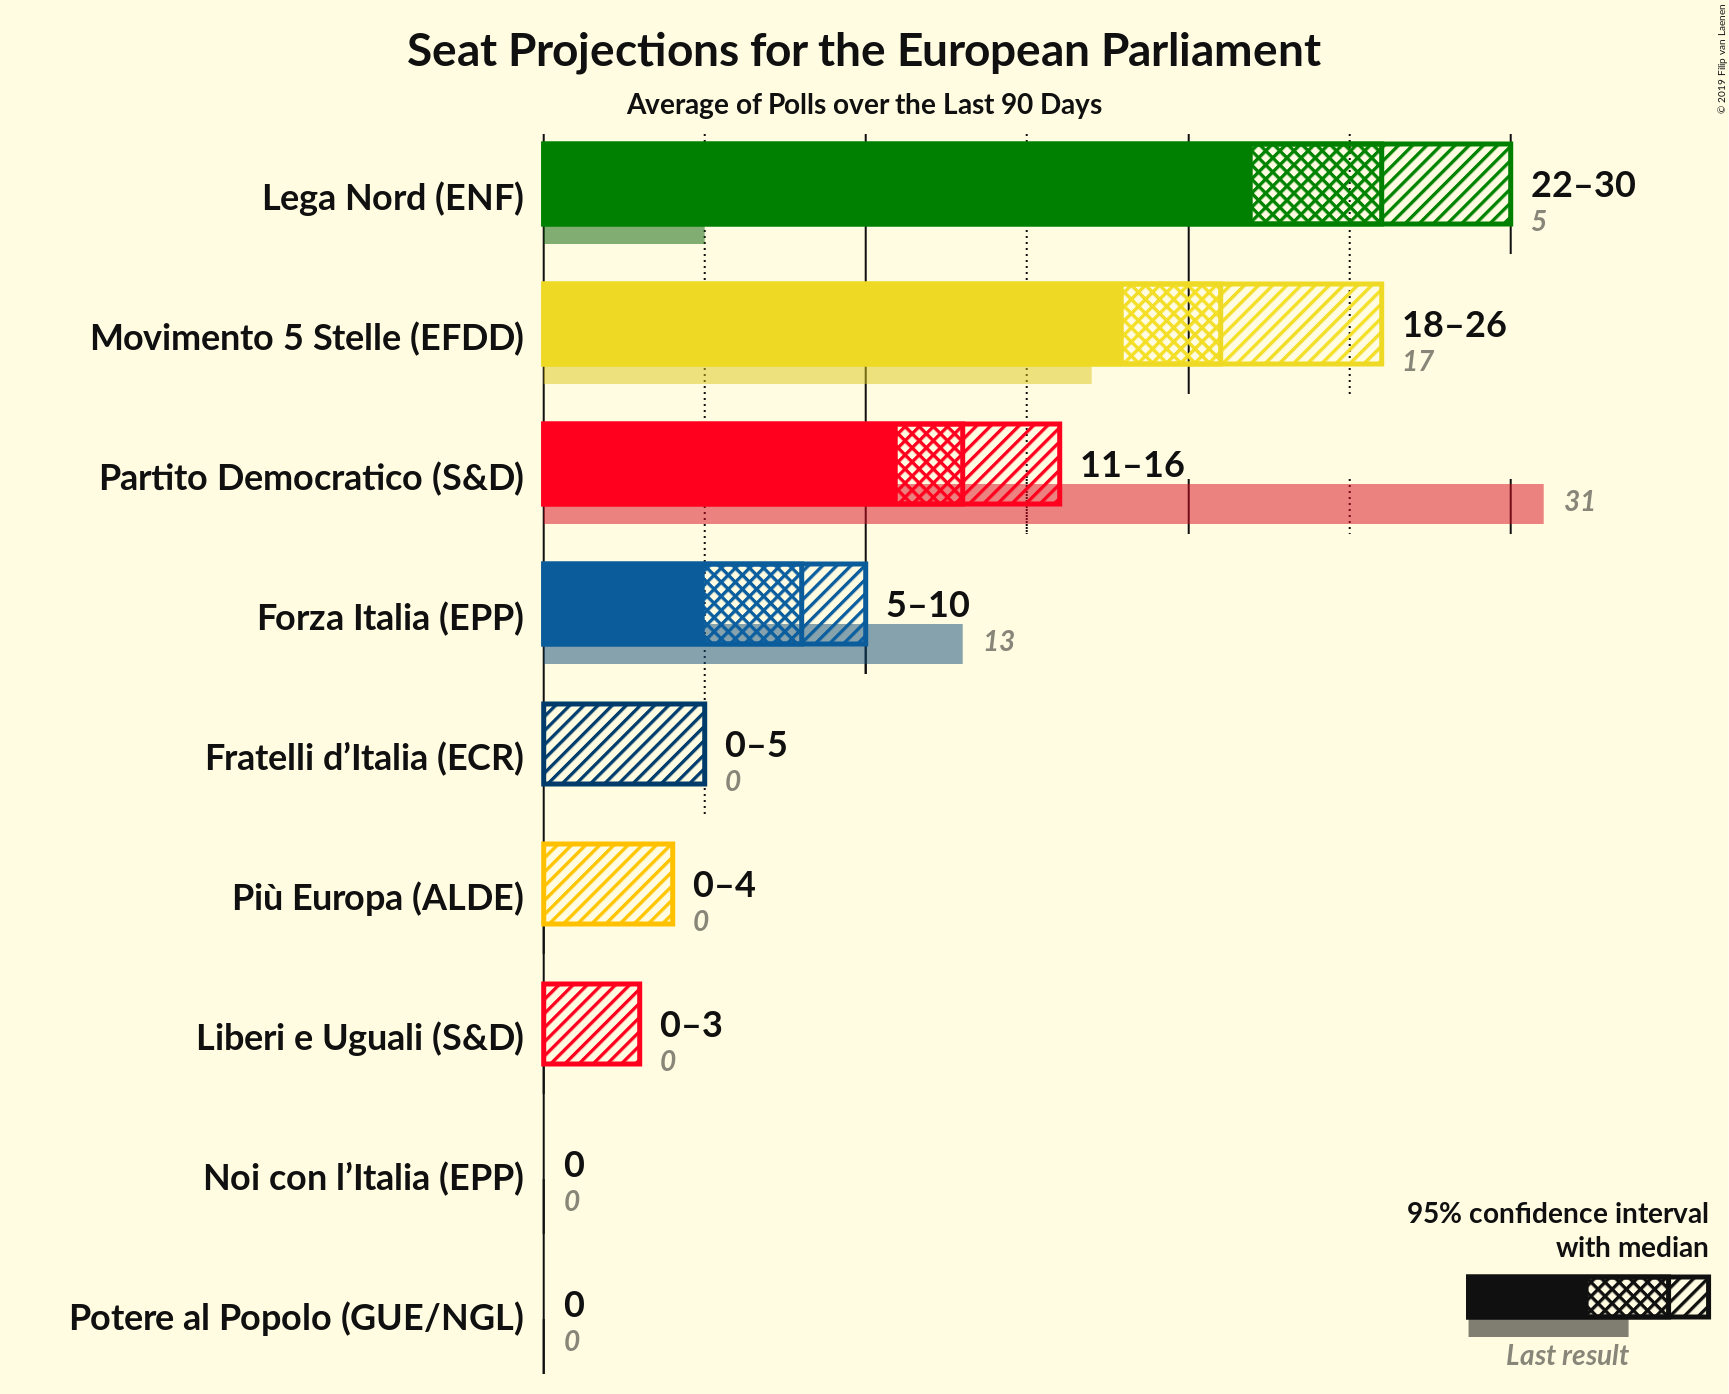 Seat Projections for the European Parliament
Average of Polls over the Last 90 Days
© 2019 Filip van Laenen
Lega Nord (ENF)
22–30
5
Movimento 5 Stelle (EFDD)
18–26
17
Partito Democratico (S&D)
11–16
31
Forza Italia (EPP)
5–10
13
Fratelli d’Italia (ECR)
0–5
0
Più Europa (ALDE)
0–4
0
Liberi e Uguali (S&D)
0–3
0
Noi con l’Italia (EPP)
0
0
Potere al Popolo (GUE/NGL)
0
0
95% confidence interval
with median
Last result